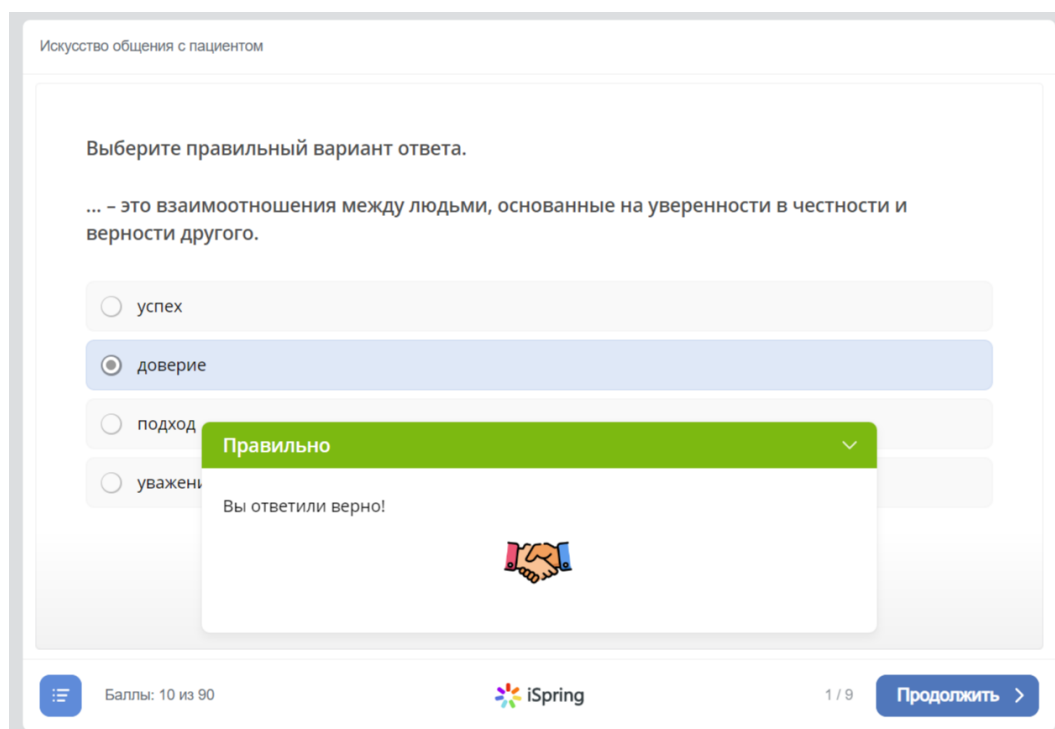 Искусство общения с пациентом
Выберите правильный вариант ответа.
... – это взаимоотношения между людьми, основанные на уверенности в честности и
верности другого.
успех
доверие
подход
Правильно
Вы ответили верно!
Баллы: 10 из 90
iSpring
1 / 9
Продолжить